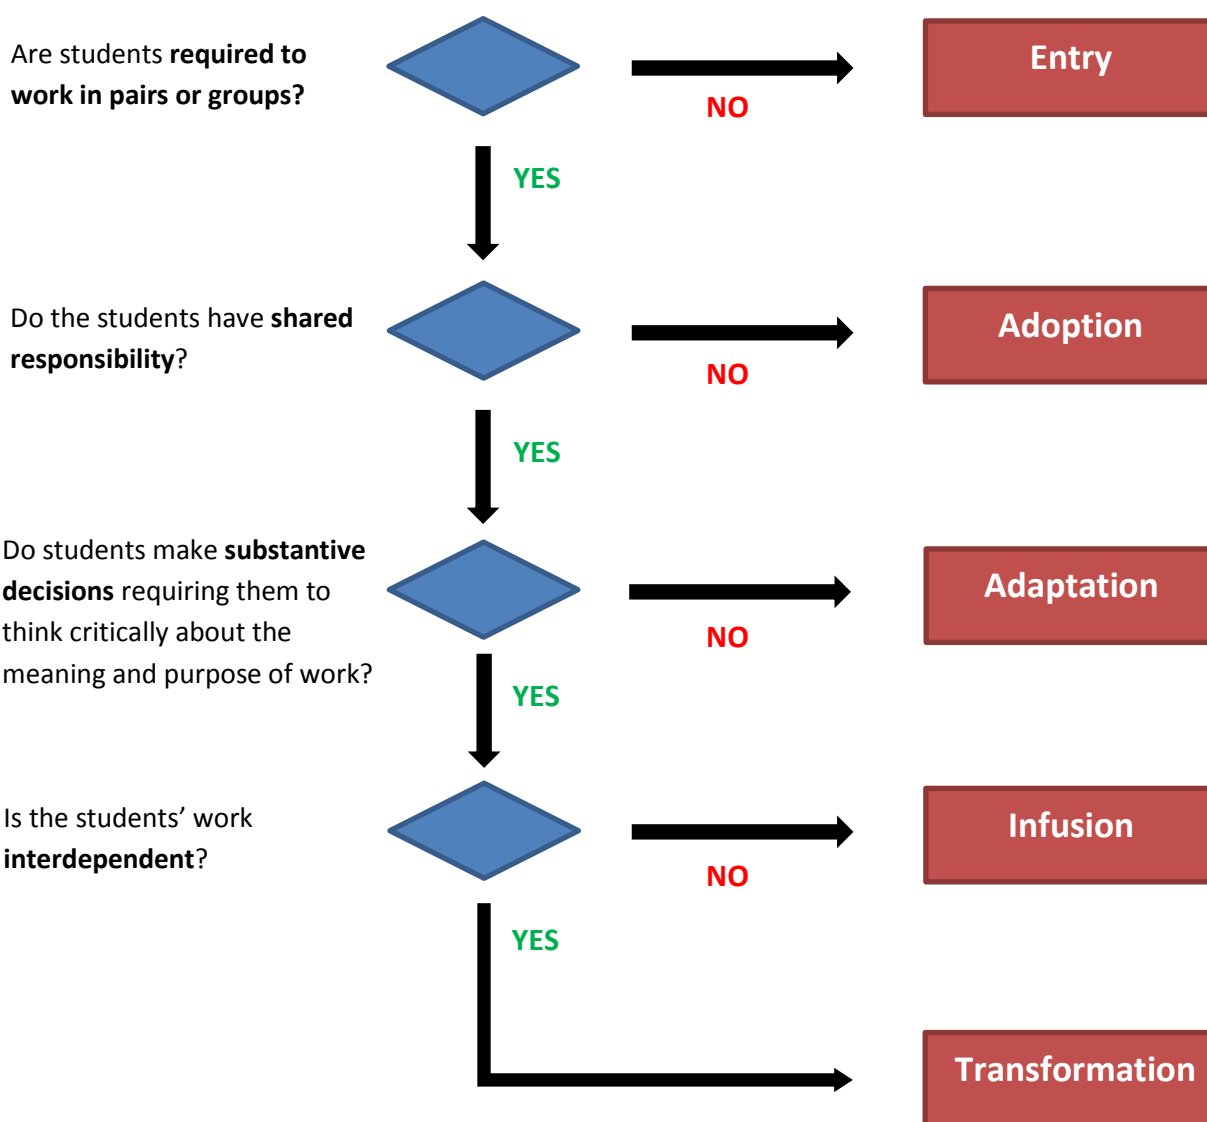 Are students required to
work in pairs or groups?
NO
Entry
YES
Do the students have shared
responsibility?
NO
Adoption
YES
Do students make substantive
decisions requiring them to
think critically about the
meaning and purpose of work?
NO
Adaptation
YES
Is the students’ work
interdependent?
NO
Infusion
YES
Transformation